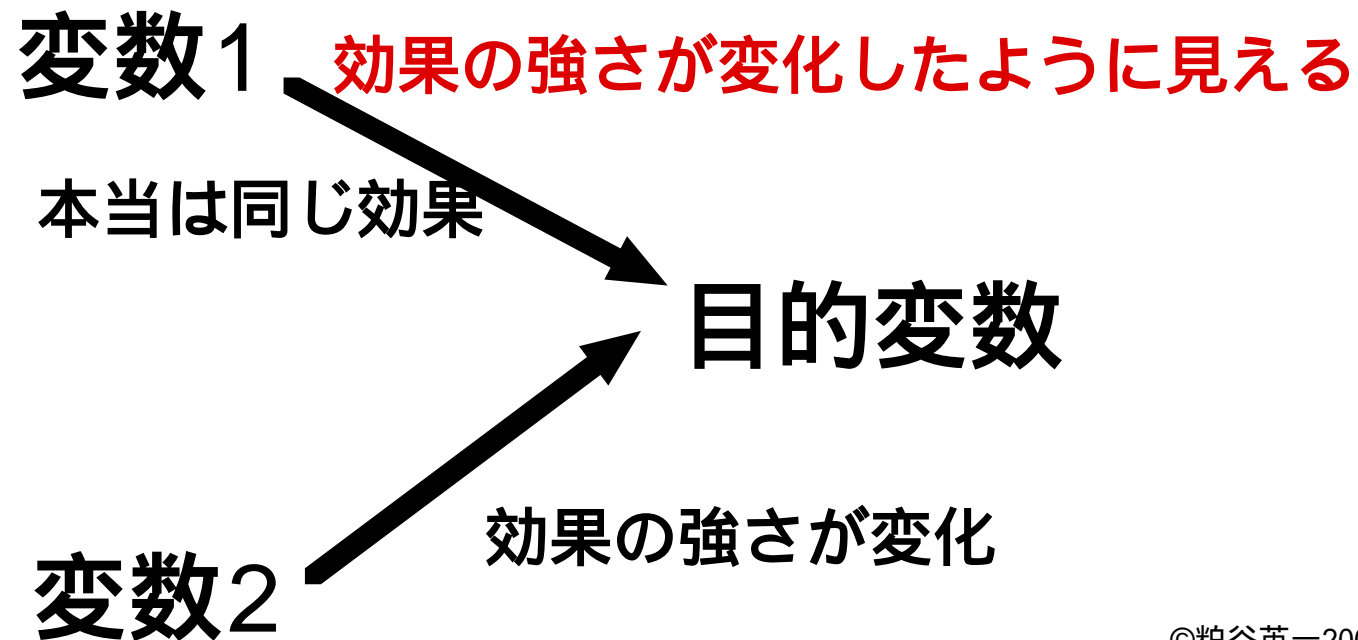 変数1
効果の強さが変化したように見える
本当は同じ効果
目的変数
効果の強さが変化
変数2